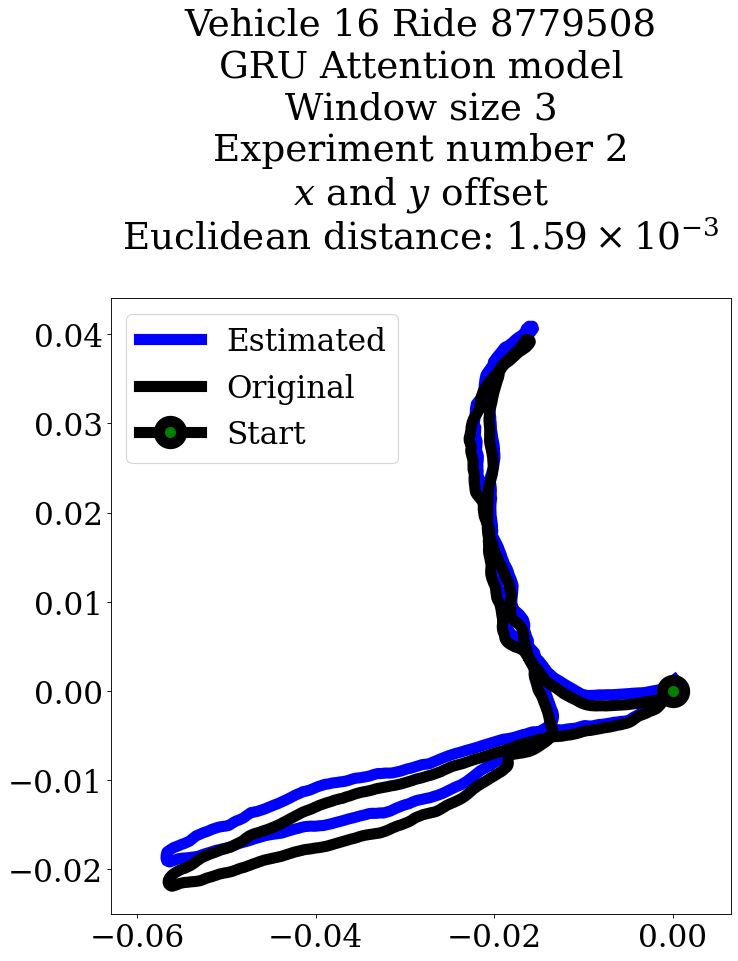 Vehicle 16 Ride 8779508
GRU Attention model
Window size 3
Experiment number 2
x and y offset
Euclidean distance: 1.59 × 10⁻³
Estimated
Original
Start
0.04
0.03
0.02
0.01
0.00
−0.01
−0.02
−0.06 −0.04 −0.02 0.00